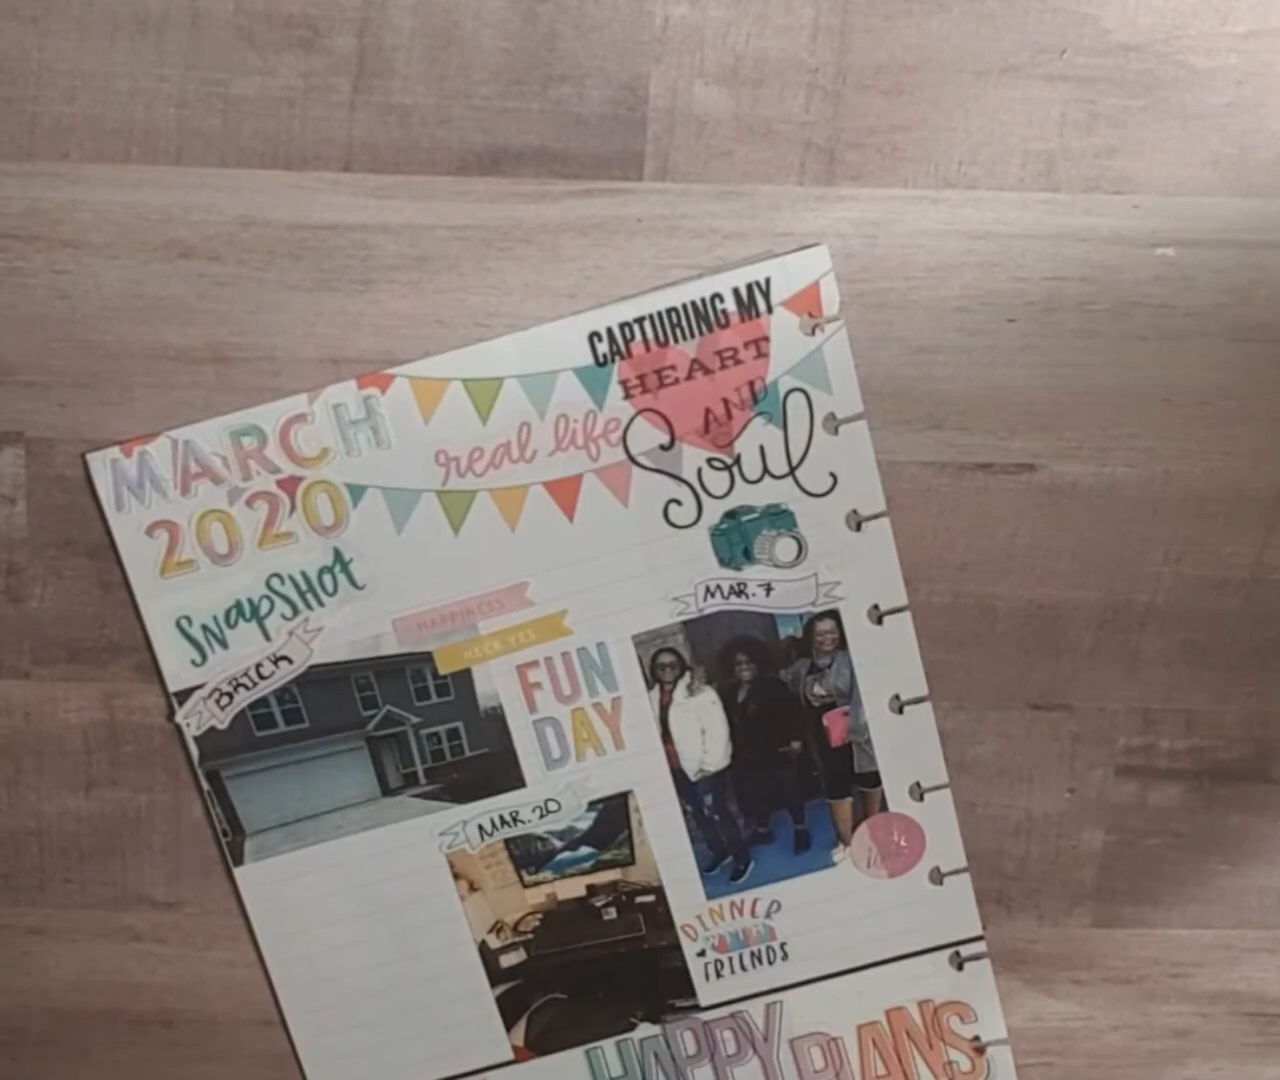 CAPTURING MY
HEART
AND
Soul
MARCH
2020
real life
SNAPSHOT
HAPPINESS
HECK YES
BRICK
FUN
DAY
MAR. 7
MAR. 20
DINNER
FRIENDS
HAPPY PLANS